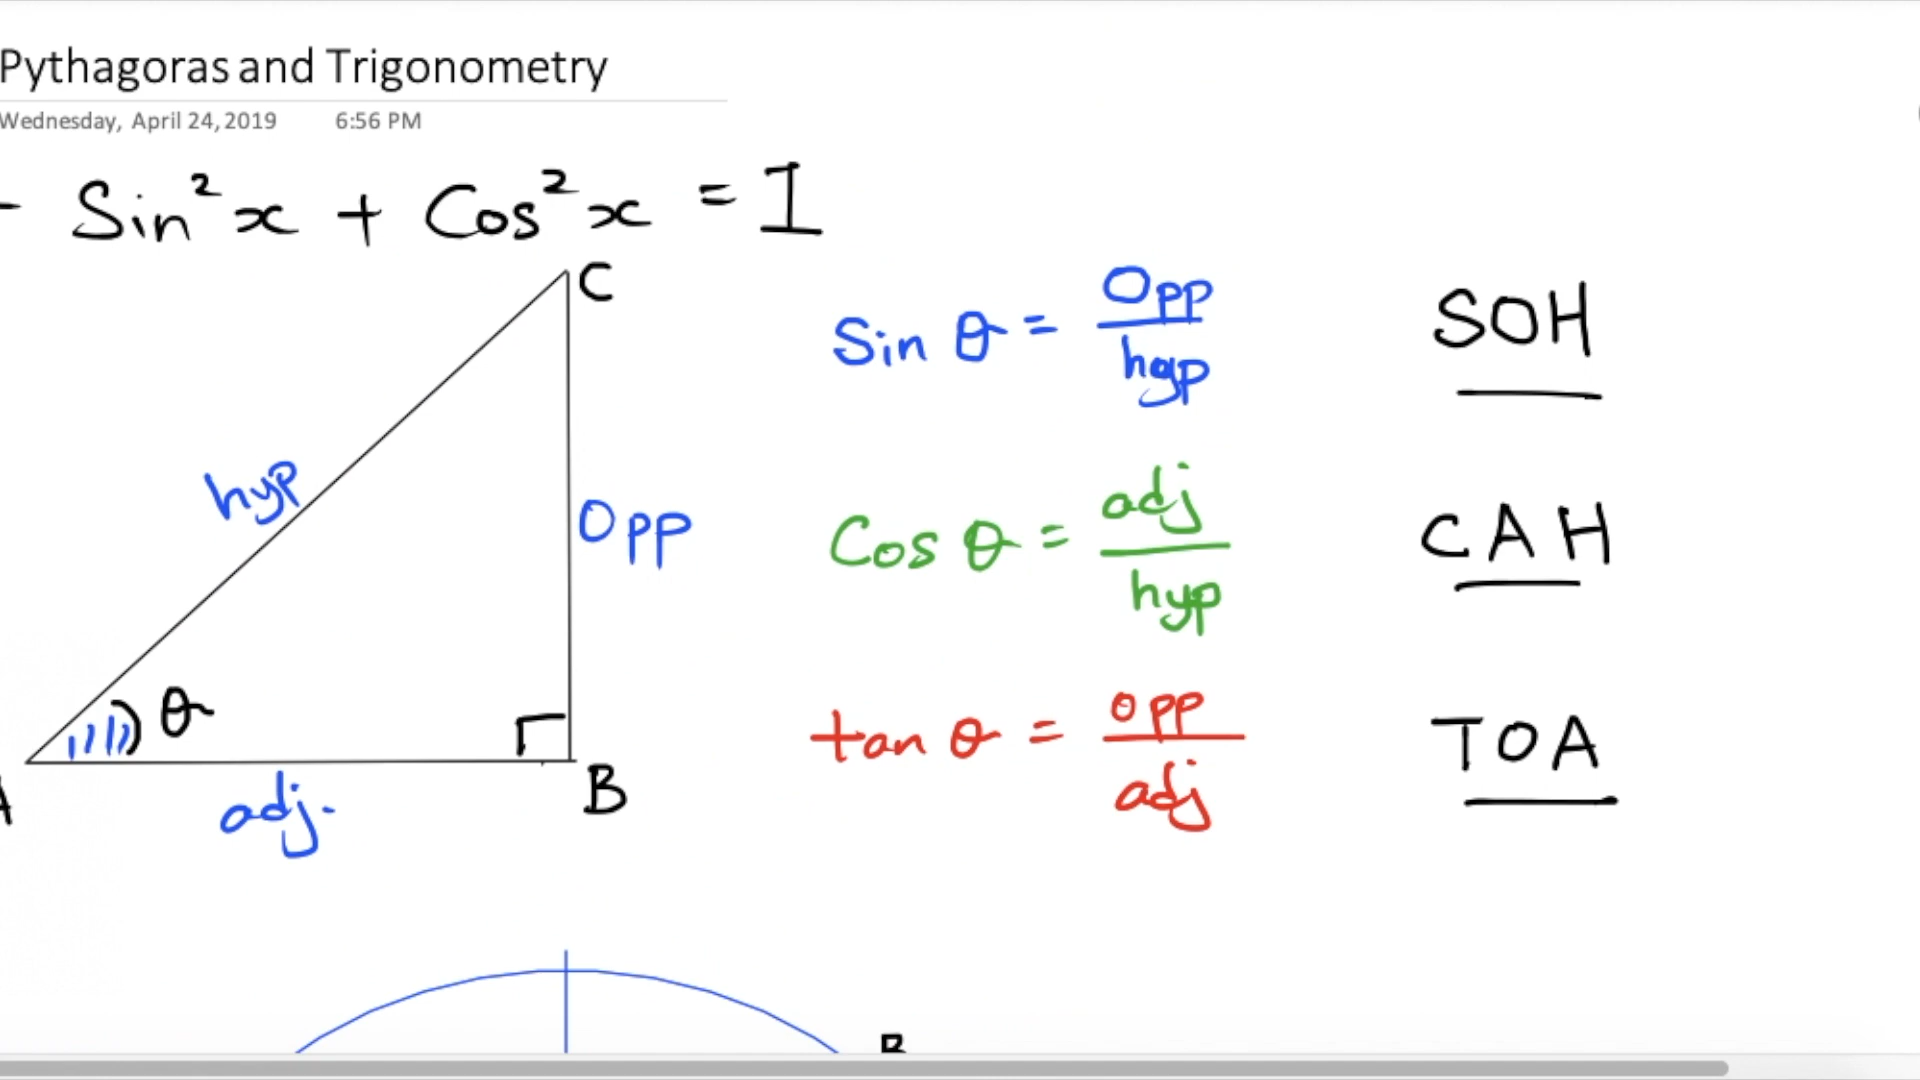 Pythagoras and Trigonometry
Wednesday, April 24, 2019 6:56 PM
- Sin²x + Cos²x = 1
C
hyp
Opp
θ
A
B
adj.
Sin θ = Opp/hyp
SOH
Cos θ = adj/hyp
CAH
tan θ = opp/adj
TOA
B